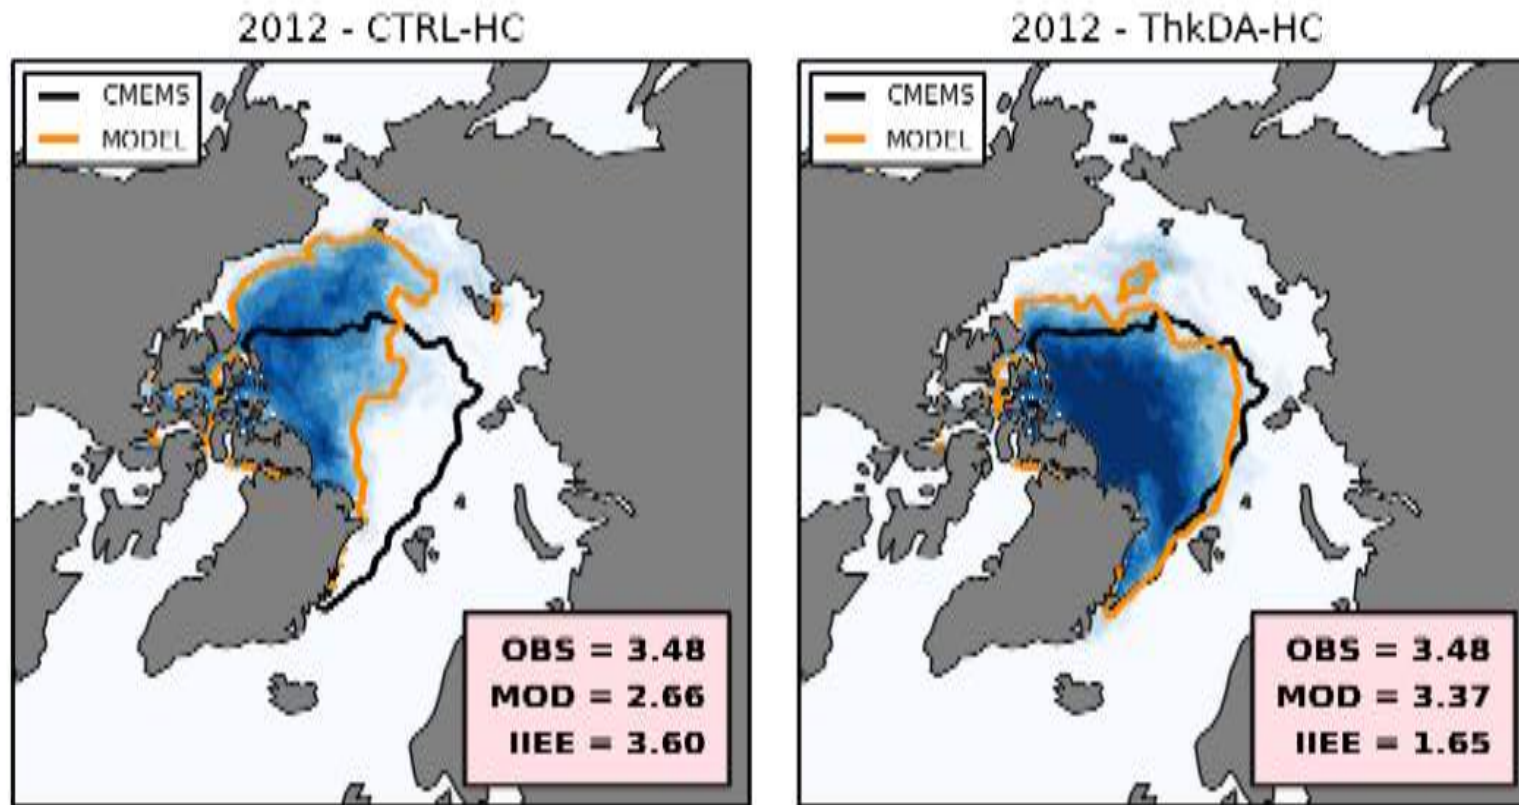 2012 - CTRL-HC
CMEMS
MODEL
OBS = 3.48
MOD = 2.66
IIEE = 3.60
2012 - ThkDA-HC
CMEMS
MODEL
OBS = 3.48
MOD = 3.37
IIEE = 1.65